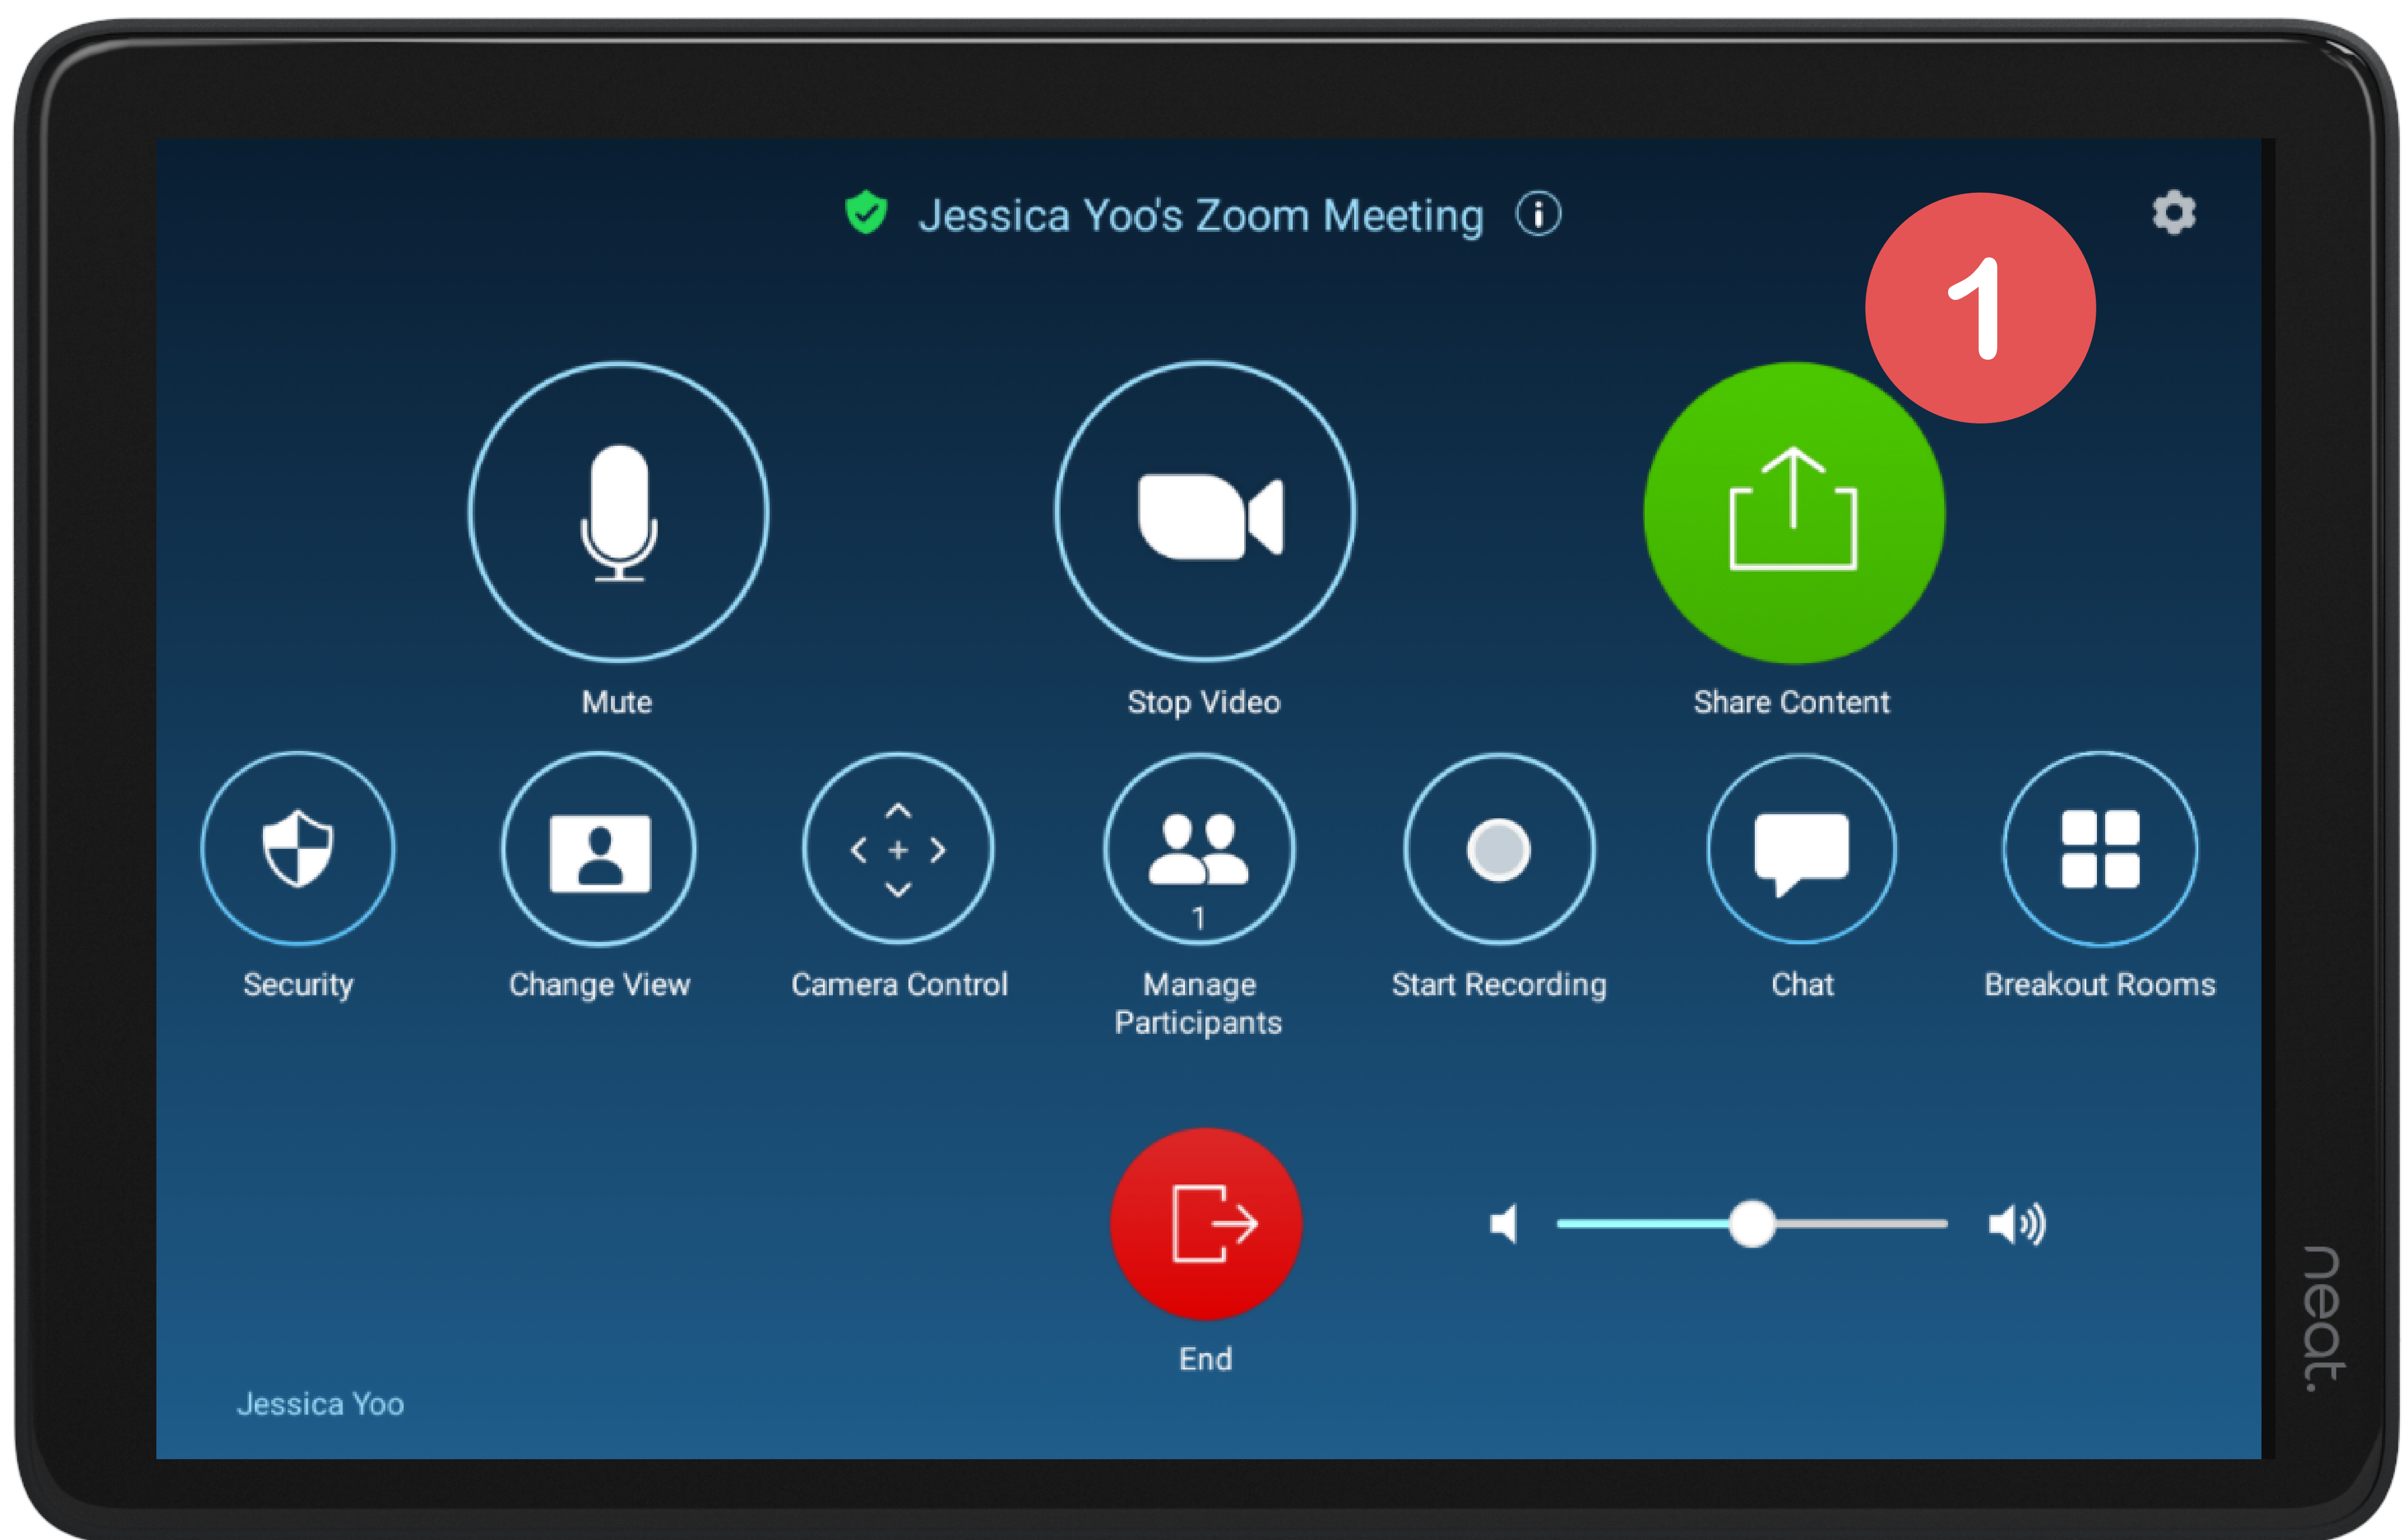 Jessica Yoo's Zoom Meeting
1
Mute
Stop Video
Share Content
1
Security
Change View
Camera Control
Manage
Participants
Start Recording
Chat
Breakout Rooms
End
Jessica Yoo
neat.